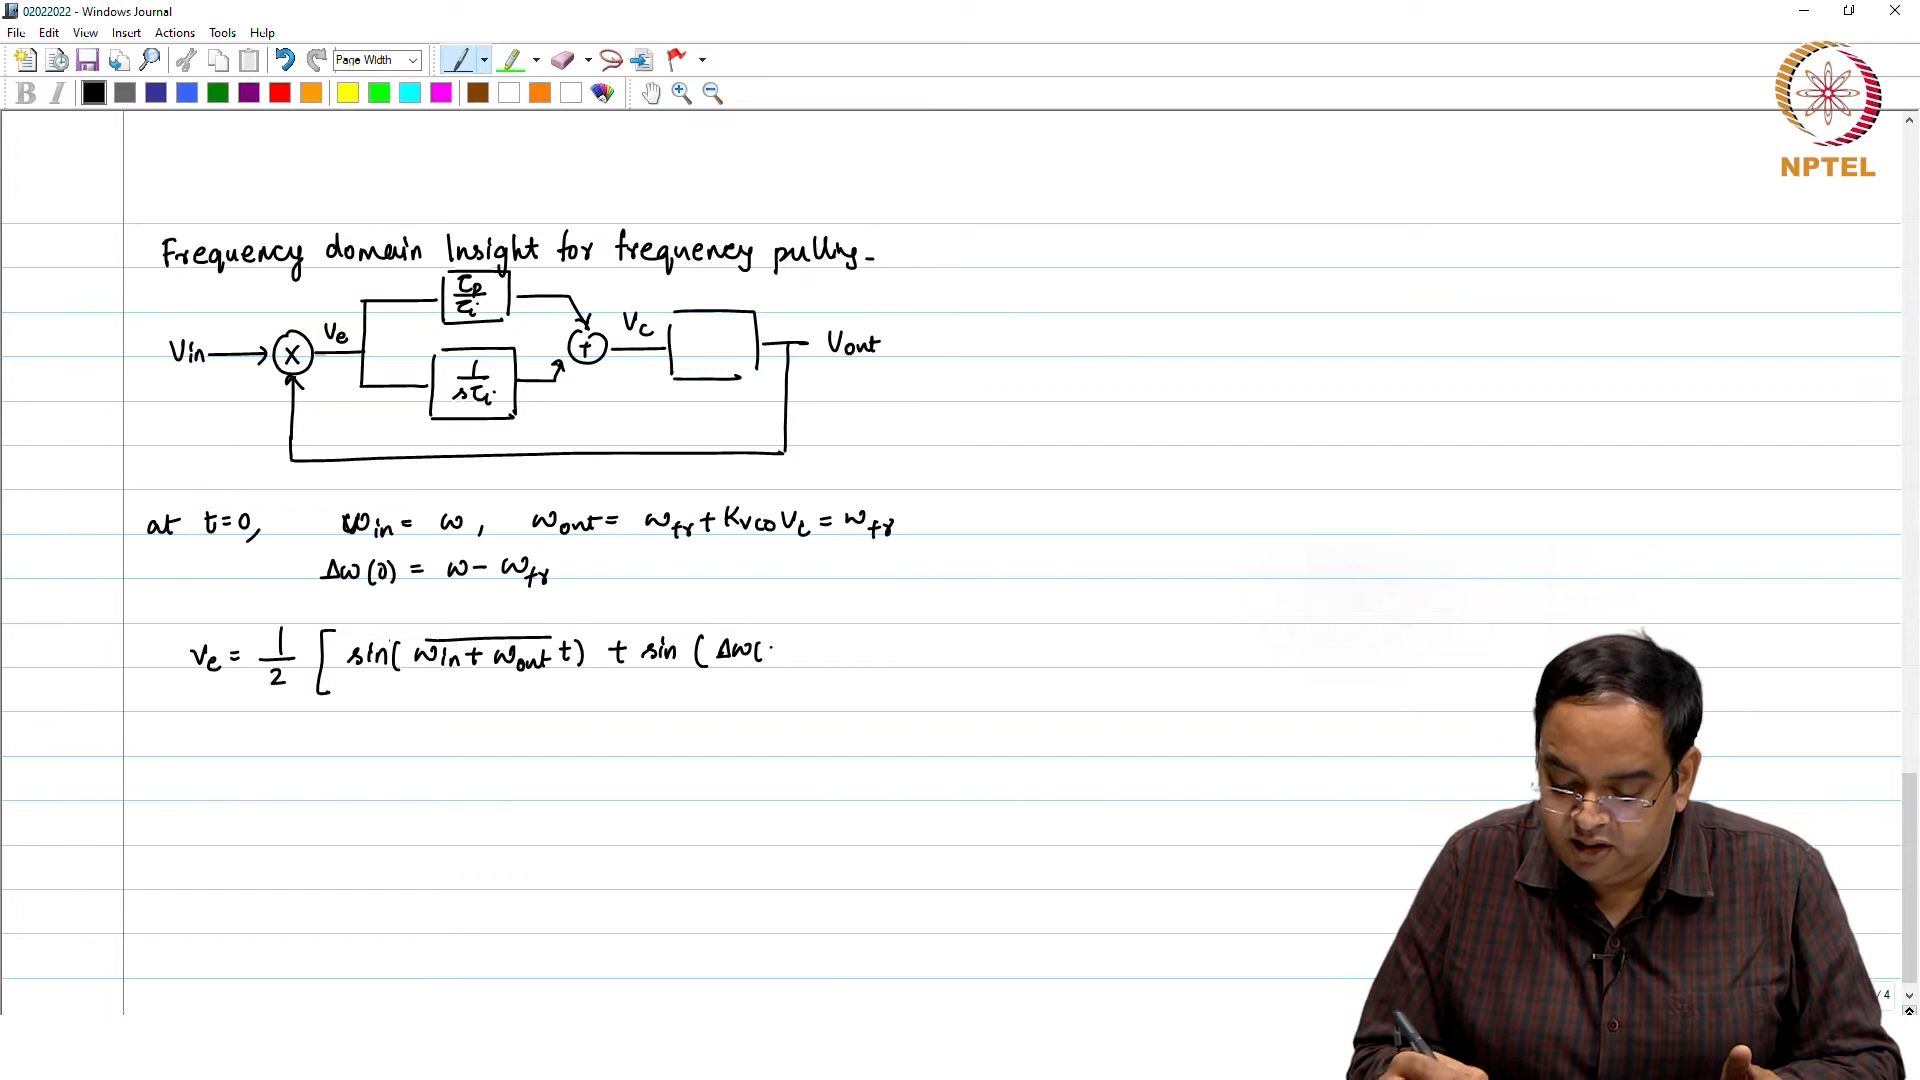 02022022 - Windows Journal
File Edit View Insert Actions Tools Help
Page Width
B I
NPTEL
Frequency domain Insight for frequency pulling-
τp/τi
Vin X Ve + Vc Vout
1/sτi
at t=0, ωin = ω, ωout = ωfr + KVCO Vc = ωfr
Δω(0) = ω - ωfr
Ve = 1/2 [ sin( ωin + ωout t) + sin ( Δω(
/ 4